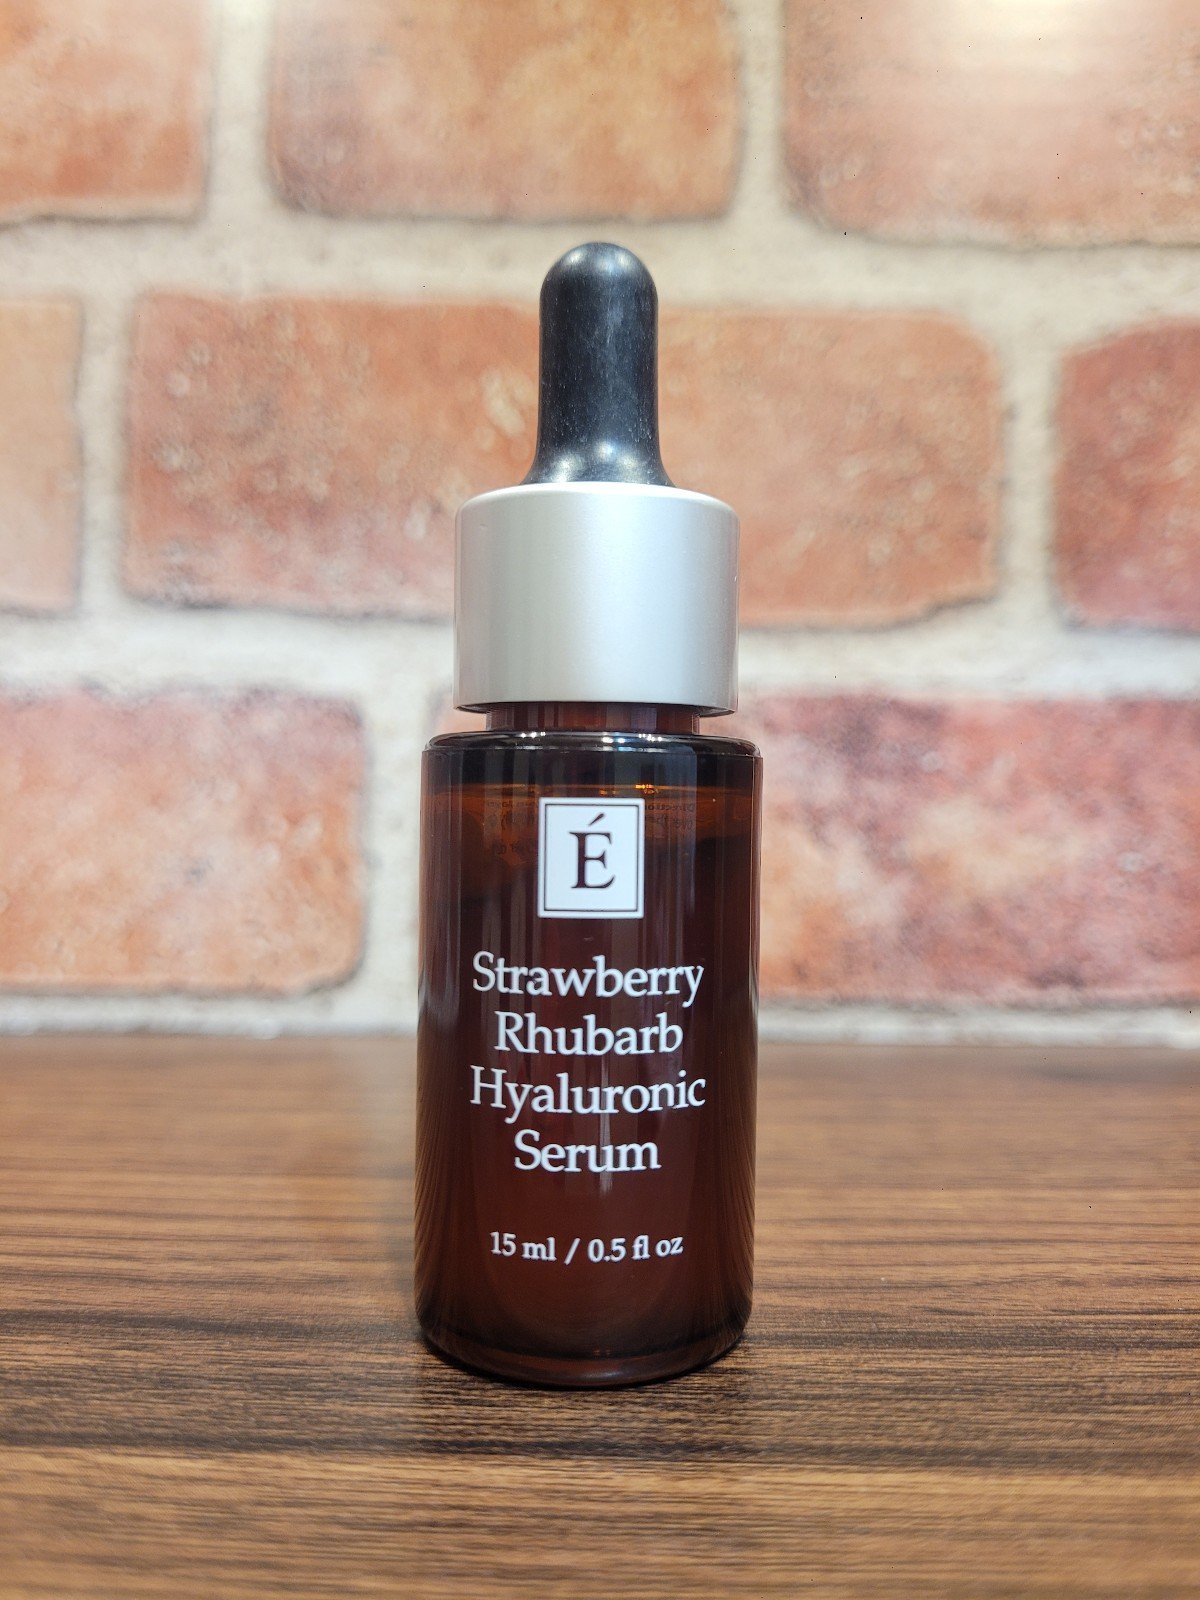 É
Strawberry
Rhubarb
Hyaluronic
Serum
15 ml / 0.5 fl oz